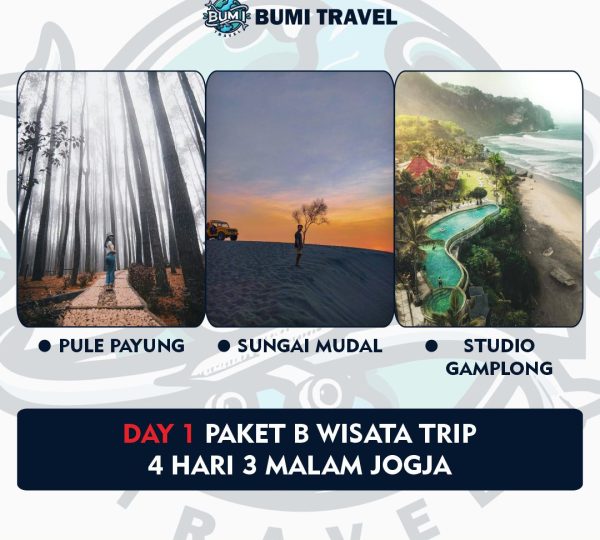 BUMI
TRAVEL
BUMI TRAVEL
● PULE PAYUNG
● SUNGAI MUDAL
● STUDIO
GAMPLONG
DAY 1 PAKET B WISATA TRIP
4 HARI 3 MALAM JOGJA
TRAVEL